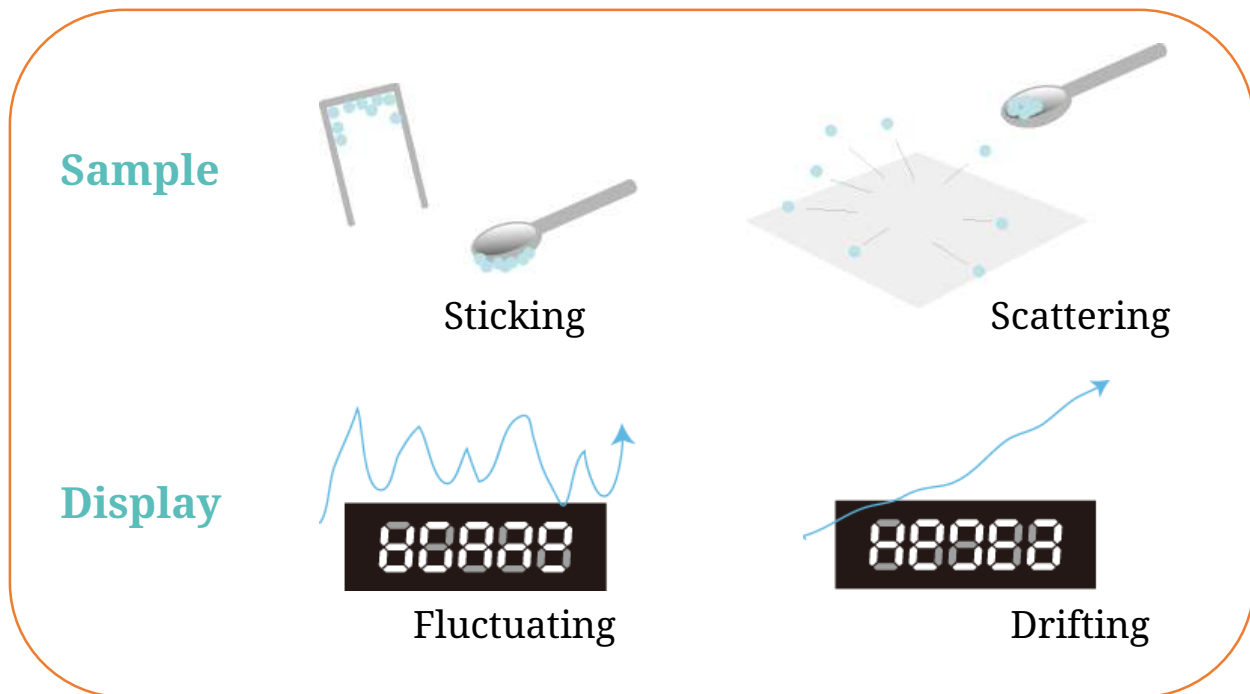 Sample
Sticking
Scattering
Display
Fluctuating
Drifting